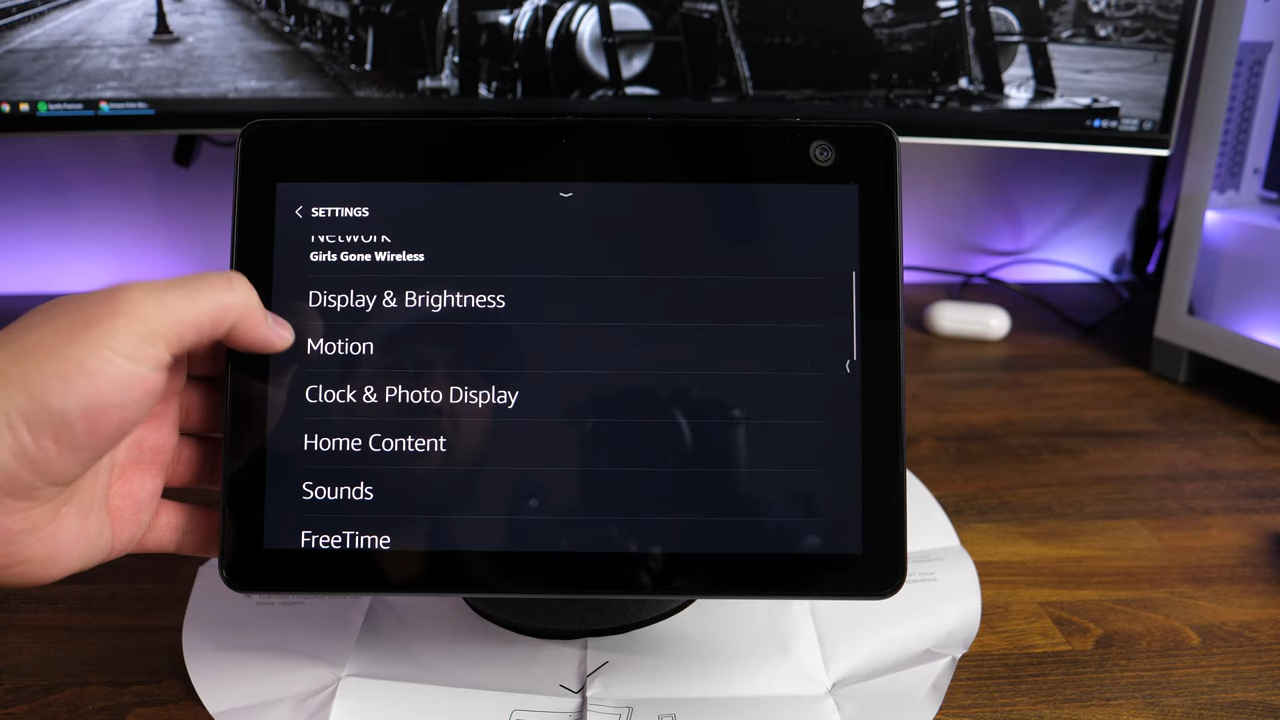 SETTINGS
Network
Girls Gone Wireless
Display & Brightness
Motion
Clock & Photo Display
Home Content
Sounds
FreeTime